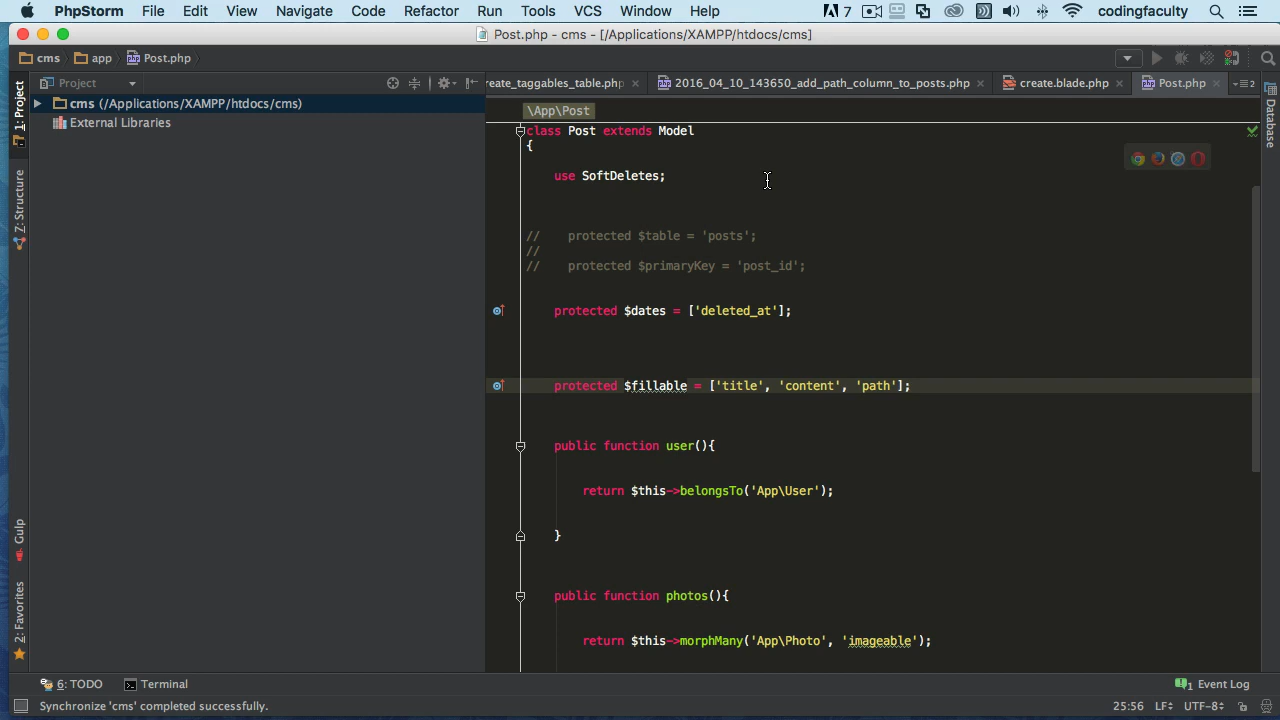 PhpStorm File Edit View Navigate Code Refactor Run Tools VCS Window Help 7 codingfaculty
Post.php - cms - [/Applications/XAMPP/htdocs/cms]
cms app Post.php
Project reate_taggables_table.php 2016_04_10_143650_add_path_column_to_posts.php create.blade.php Post.php 2
1: Project
Z: Structure
Gulp
2: Favorites
Database
cms (/Applications/XAMPP/htdocs/cms)
External Libraries
\App\Post
class Post extends Model
{
use SoftDeletes;
// protected $table = 'posts';
//
// protected $primaryKey = 'post_id';
protected $dates = ['deleted_at'];
protected $fillable = ['title', 'content', 'path'];
public function user(){
return $this->belongsTo('App\User');
}
public function photos(){
return $this->morphMany('App\Photo', 'imageable');
6: TODO Terminal 1 Event Log
Synchronize 'cms' completed successfully. 25:56 LF UTF-8